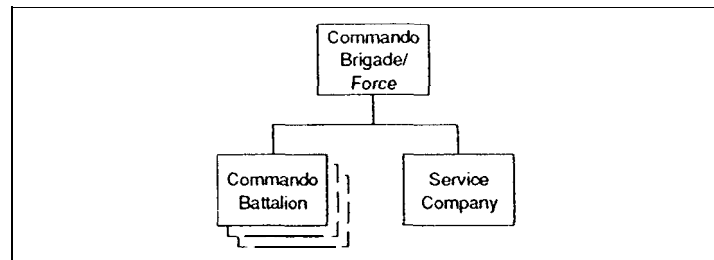 Commando
Brigade/
Force
Commando
Battalion
Service
Company